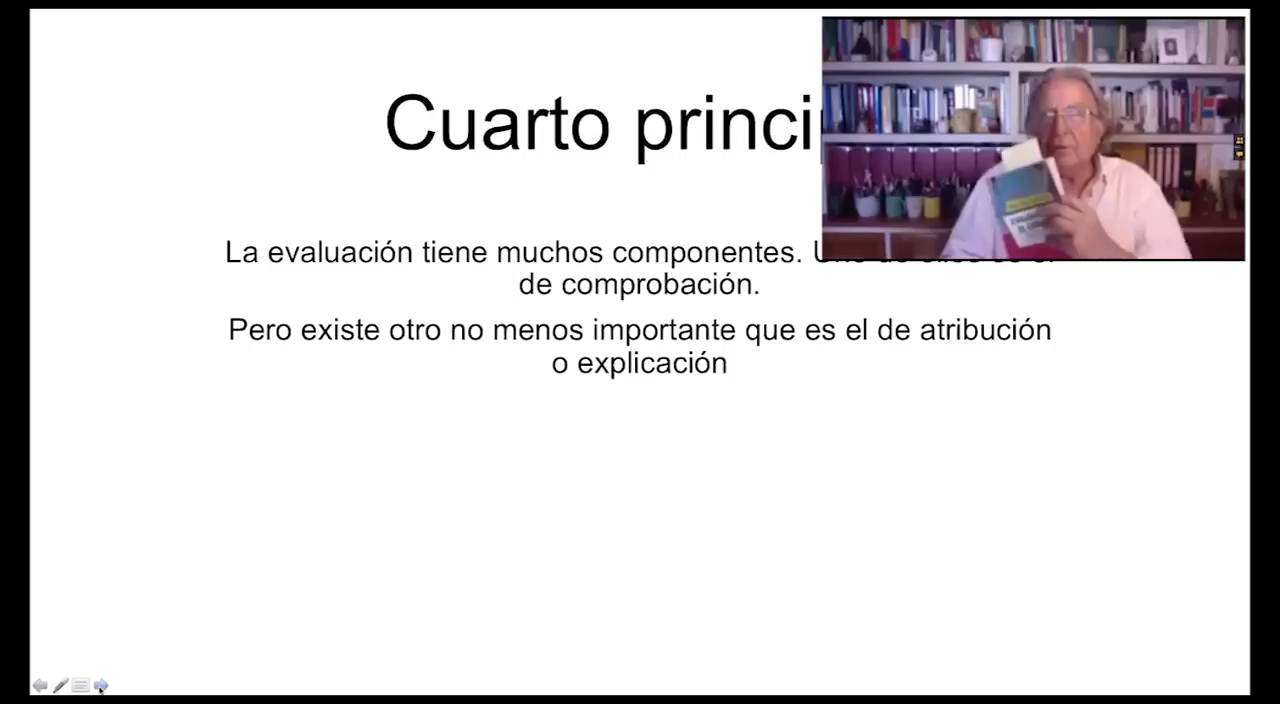 Cuarto princi
La evaluación tiene muchos componentes.
de comprobación.
Pero existe otro no menos importante que es el de atribución
o explicación